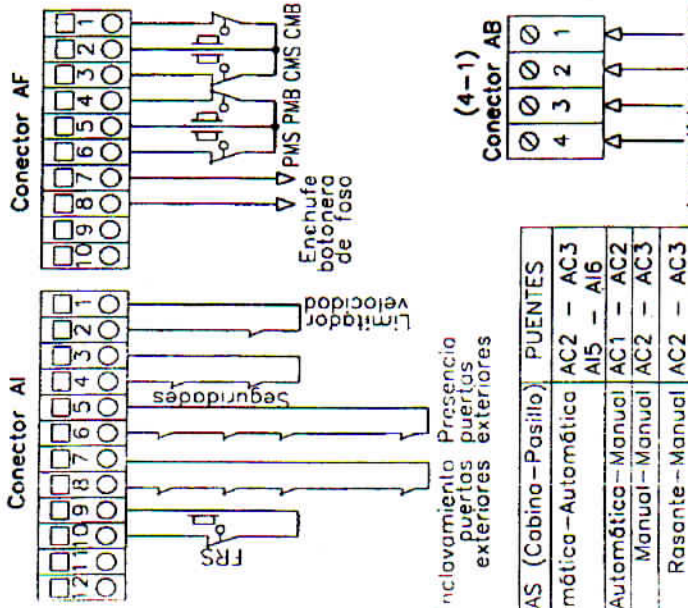 Conector AF
10 9 8 7 6 5 4 3 2 1
Enchufe
botonera
de foso
PMS PMB CMS CMB
(4-1)
Conector AB
4 3 2 1
Conector AI
12 11 10 9 8 7 6 5 4 3 2 1
FRS
Seguridades
Limitador
velocidad
nclavamiento
puertas
exteriores
Presencia
puertas
exteriores
AS (Cabina-Pasillo) PUENTES
mática-Automática AC2 - AC3
AI5 - AI6
Automática-Manual AC1 - AC2
Manual-Manual AC2 - AC3
Rasante-Manual AC2 - AC3